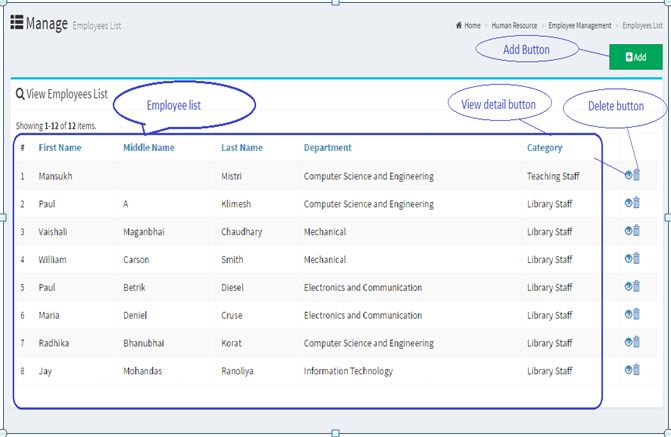 Manage Employees List
Home > Human Resource > Employee Management > Employees List
Add Button
Add
View Employees List
Employee list
View detail button
Delete button
Showing 1-12 of 12 items.
# First Name Middle Name Last Name Department Category
1 Mansukh Mistri Computer Science and Engineering Teaching Staff
2 Paul A Klimesh Computer Science and Engineering Library Staff
3 Vaishali Maganbhai Chaudhary Mechanical Library Staff
4 William Carson Smith Mechanical Library Staff
5 Paul Betrik Diesel Electronics and Communication Library Staff
6 Maria Deniel Cruse Electronics and Communication Library Staff
7 Radhika Bhanubhai Korat Computer Science and Engineering Library Staff
8 Jay Mohandas Ranoliya Information Technology Library Staff